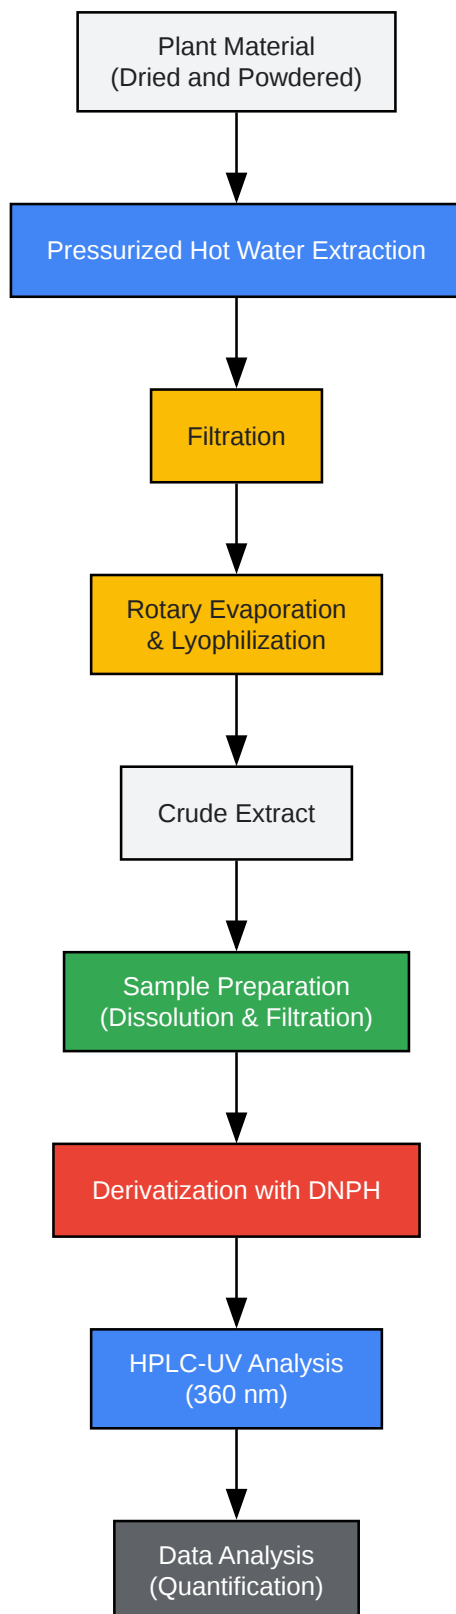 Plant Material
(Dried and Powdered)
Pressurized Hot Water Extraction
Filtration
Rotary Evaporation
& Lyophilization
Crude Extract
Sample Preparation
(Dissolution & Filtration)
Derivatization with DNPH
HPLC-UV Analysis
(360 nm)
Data Analysis
(Quantification)